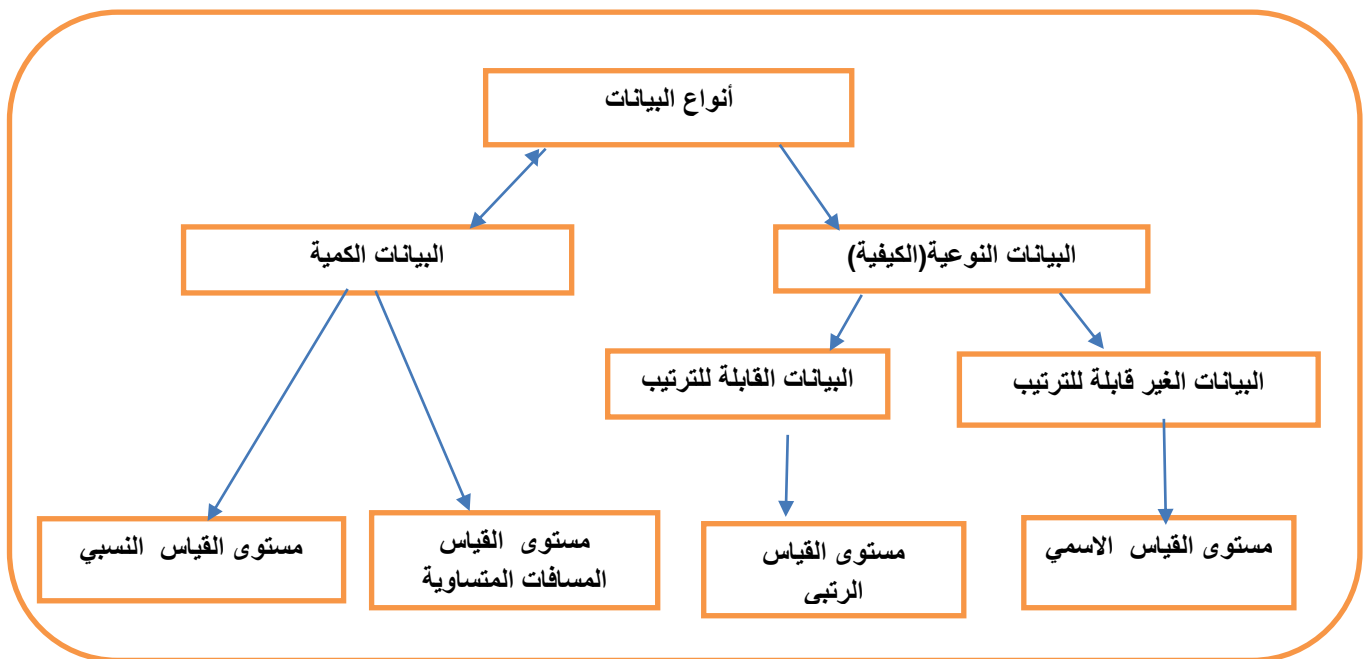 أنواع البيانات
البيانات النوعية(الكيفية)
البيانات الكمية
البيانات الغير قابلة للترتيب
البيانات القابلة للترتيب
مستوى القياس الاسمي
مستوى القياس
الرتبى
مستوى القياس
المسافات المتساوية
مستوى القياس النسبي